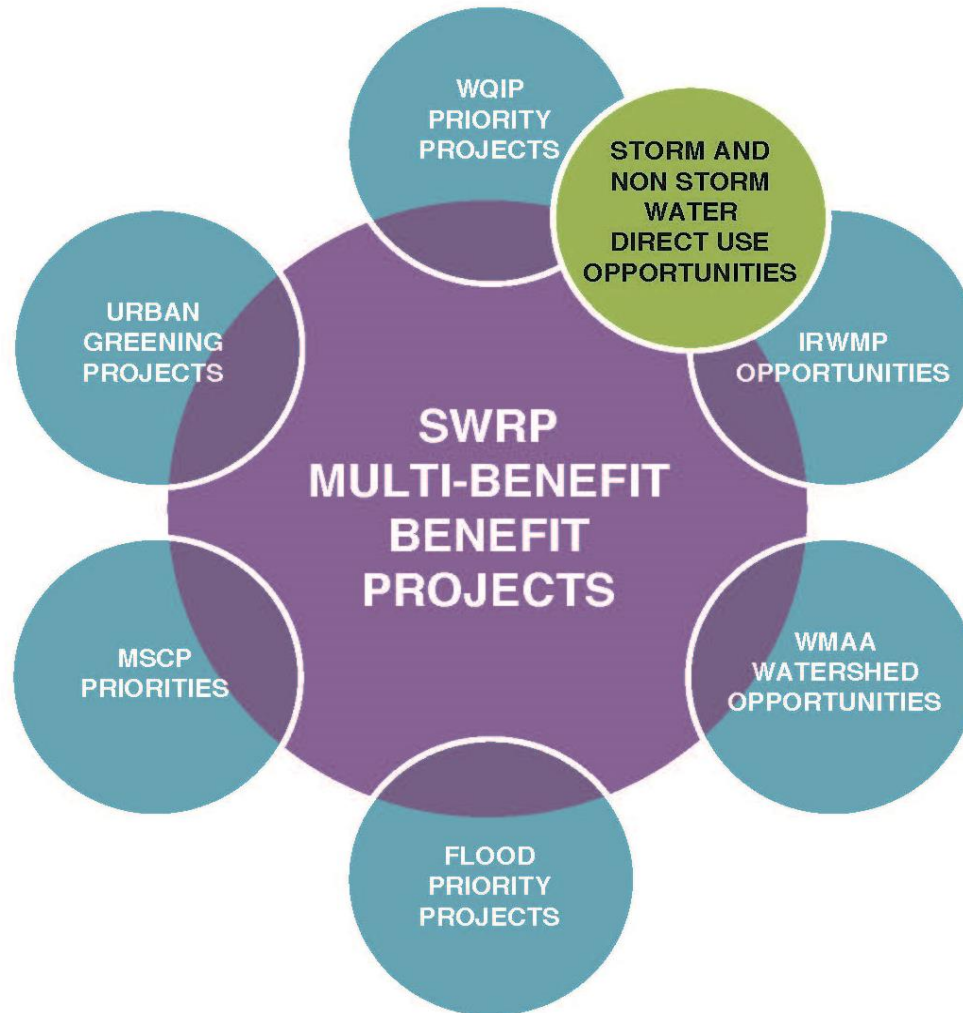 WQIP
PRIORITY
PROJECTS
STORM AND
NON STORM
WATER
DIRECT USE
OPPORTUNITIES
URBAN
GREENING
PROJECTS
IRWMP
OPPORTUNITIES
SWRP
MULTI-BENEFIT
BENEFIT
PROJECTS
MSCP
PRIORITIES
WMAA
WATERSHED
OPPORTUNITIES
FLOOD
PRIORITY
PROJECTS